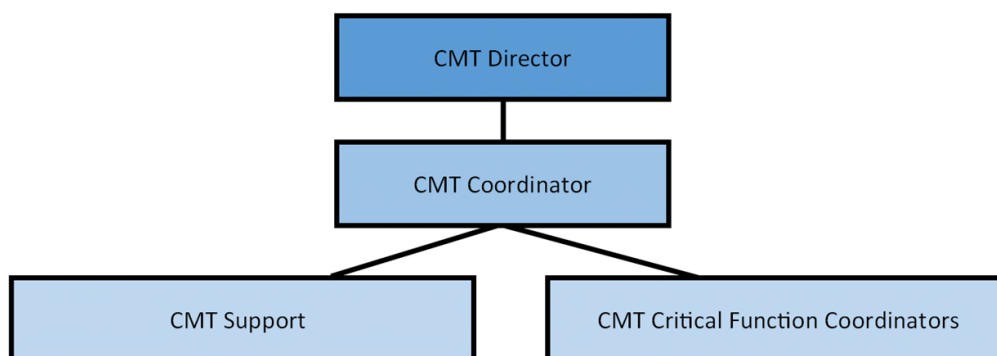 CMT Director
CMT Coordinator
CMT Support
CMT Critical Function Coordinators